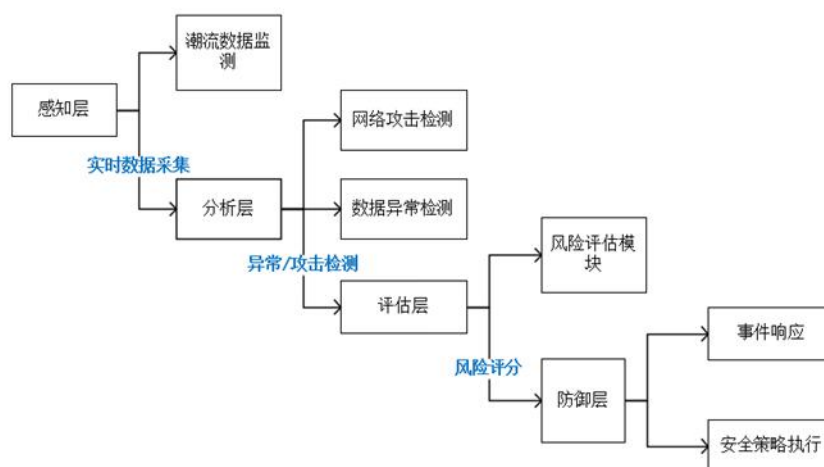 潮流数据监
测
感知层
网络攻击检测
实时数据采集
分析层
数据异常检测
风险评估模
块
异常/攻击检测
评估层
事件响应
风险评分
防御层
安全策略执行